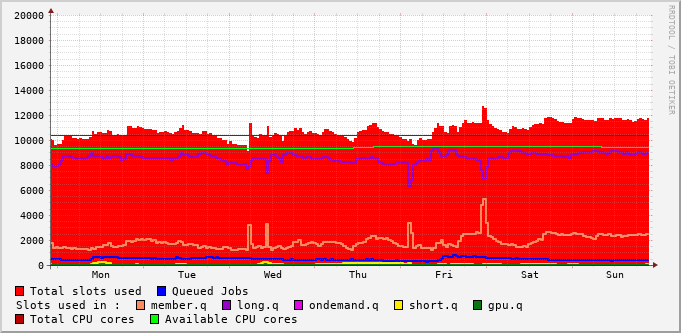 20000
18000
16000
14000
12000
10000
8000
6000
4000
2000
0
Mon Tue Wed Thu Fri Sat Sun
RRDTOOL / TOBI OETIKER
Total slots used Queued Jobs
Slots used in : member.q long.q ondemand.q short.q gpu.q
Total CPU cores Available CPU cores